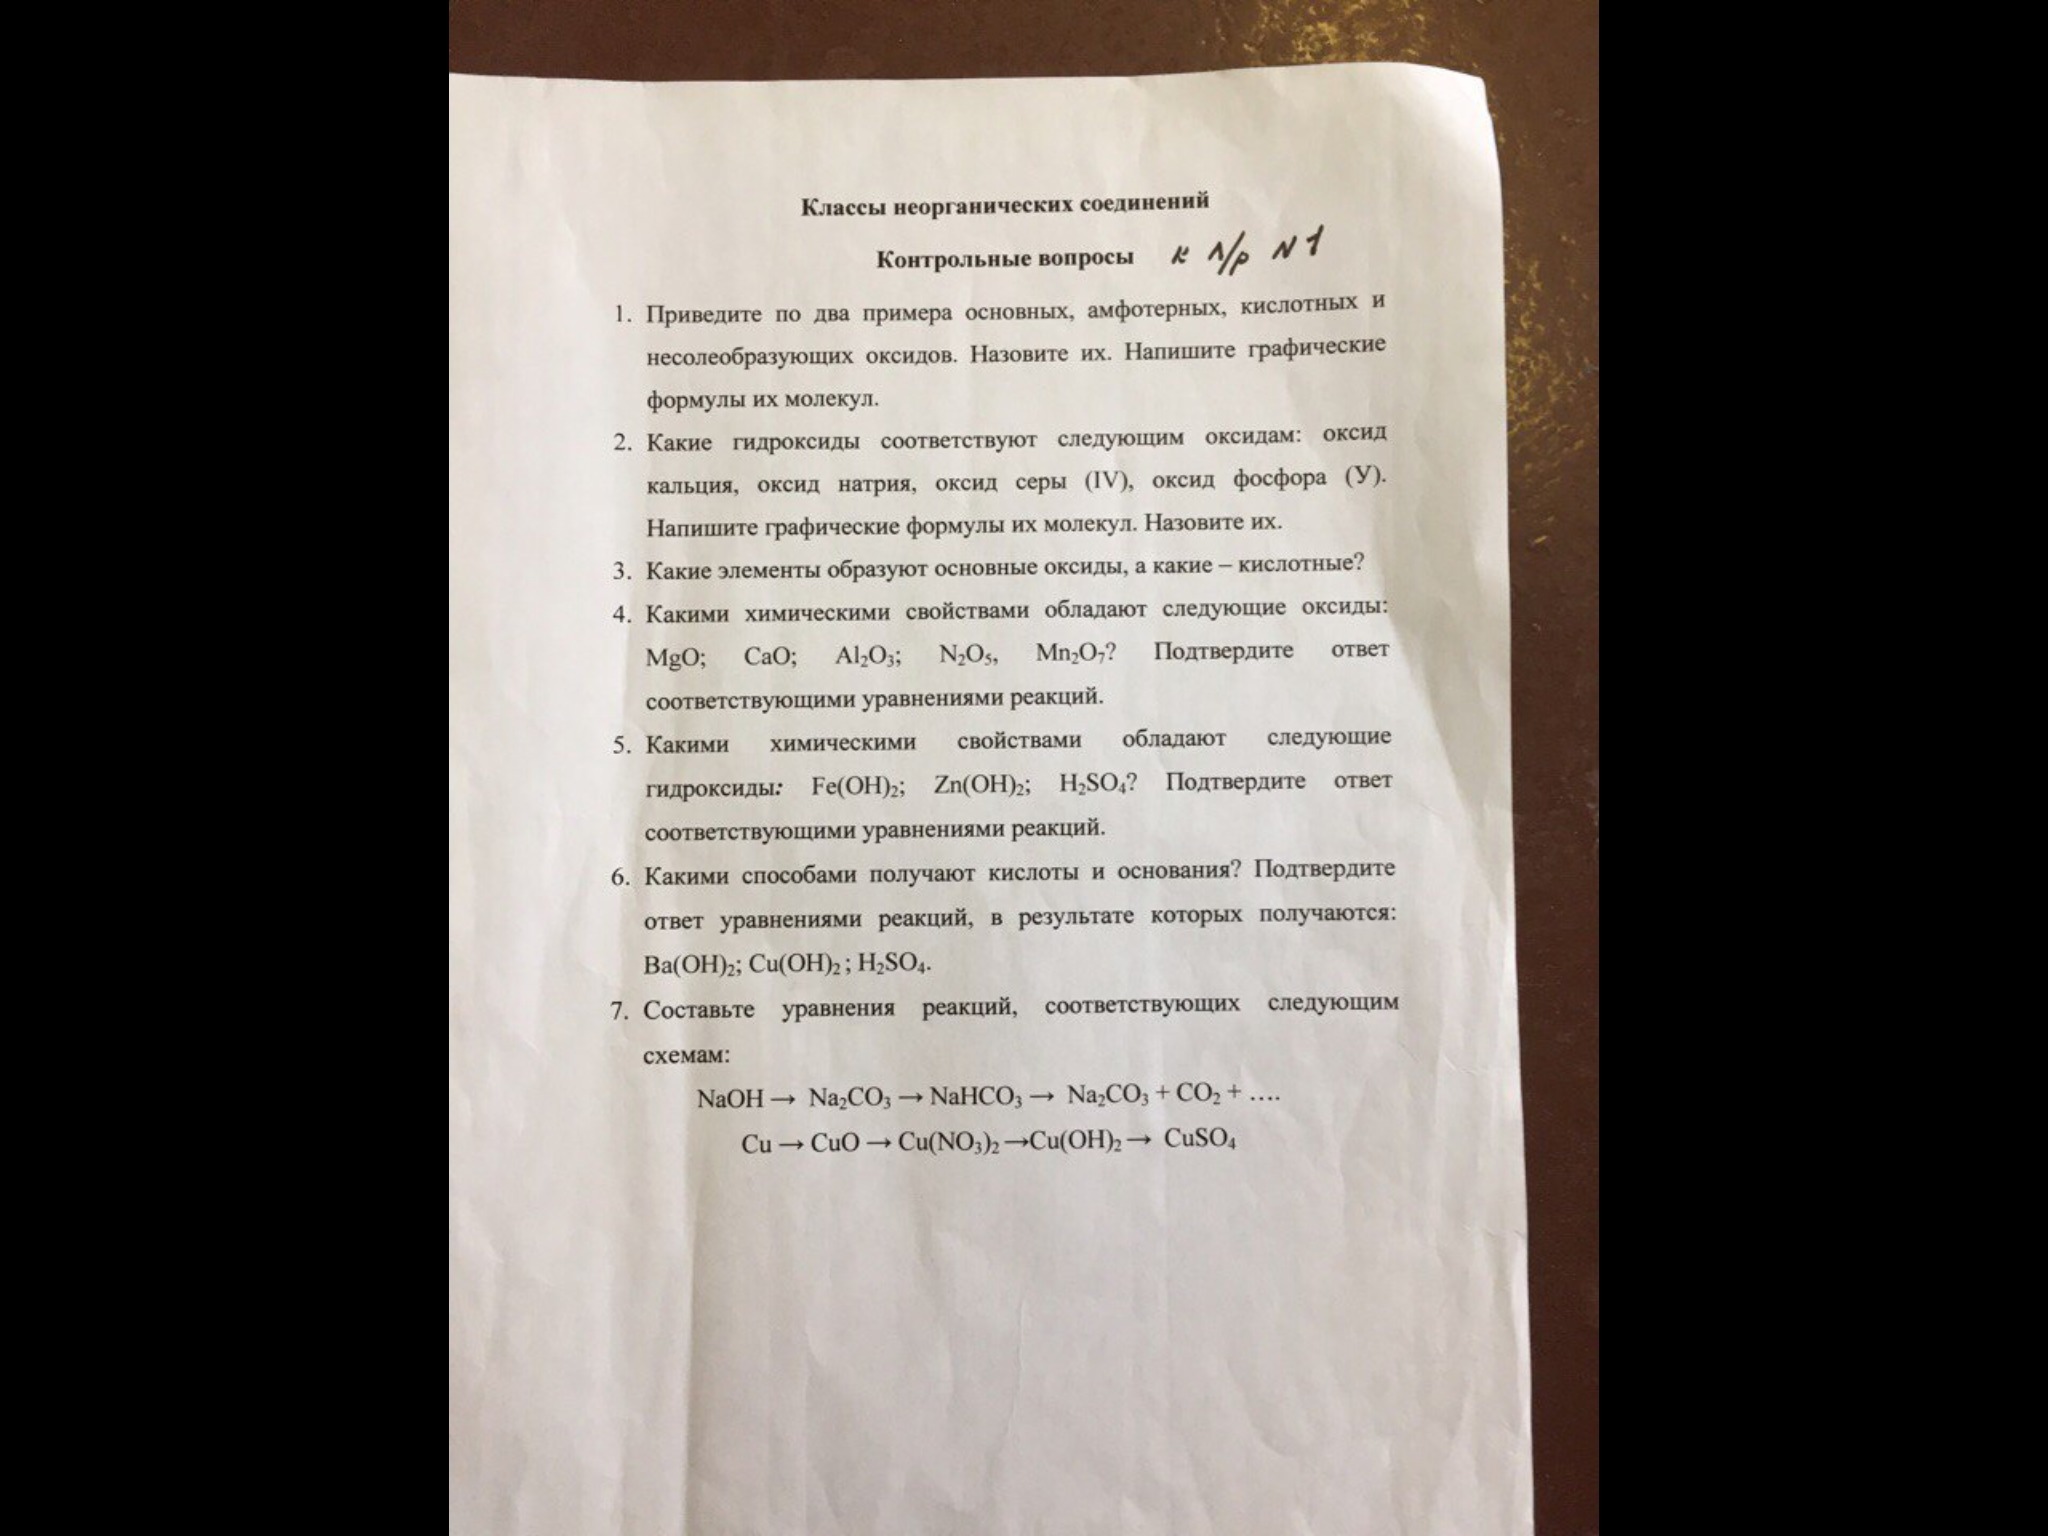 Классы неорганических соединений
Контрольные вопросы к л/р N 1
1. Приведите по два примера основных, амфотерных, кислотных и
несолеобразующих оксидов. Назовите их. Напишите графические
формулы их молекул.
2. Какие гидроксиды соответствуют следующим оксидам: оксид
кальция, оксид натрия, оксид серы (IV), оксид фосфора (У).
Напишите графические формулы их молекул. Назовите их.
3. Какие элементы образуют основные оксиды, а какие – кислотные?
4. Какими химическими свойствами обладают следующие оксиды:
MgO; CaO; Al₂O₃; N₂O₅, Mn₂O₇? Подтвердите ответ
соответствующими уравнениями реакций.
5. Какими химическими свойствами обладают следующие
гидроксиды: Fe(OH)₂; Zn(OH)₂; H₂SO₄? Подтвердите ответ
соответствующими уравнениями реакций.
6. Какими способами получают кислоты и основания? Подтвердите
ответ уравнениями реакций, в результате которых получаются:
Ba(OH)₂; Cu(OH)₂ ; H₂SO₄.
7. Составьте уравнения реакций, соответствующих следующим
схемам:
NaOH → Na₂CO₃ → NaHCO₃ → Na₂CO₃ + CO₂ + ….
Cu → CuO → Cu(NO₃)₂ →Cu(OH)₂ → CuSO₄